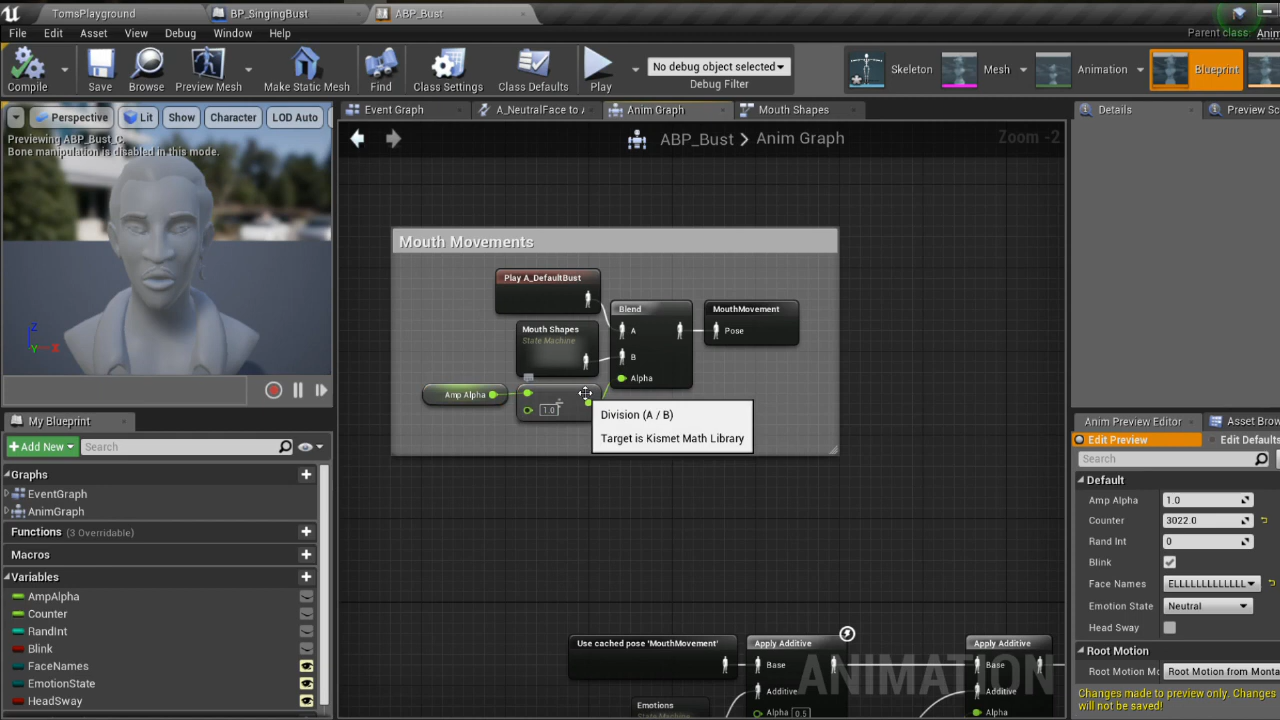 TomsPlayground
BP_SingingBust
ABP_Bust
File
Edit
Asset
View
Debug
Window
Help
Parent class:
Compile
Save
Browse
Preview Mesh
Make Static Mesh
Find
Class Settings
Class Defaults
Play
No debug object selected
Debug Filter
Skeleton
Mesh
Animation
Blueprint
Event Graph
A_NeutralFace to
Anim Graph
Mouth Shapes
Details
Perspective
Lit
Show
Character
LOD Auto
Previewing ABP_Bust_C.
Bone manipulation is disabled in this mode.
Z
Y
X
ABP_Bust > Anim Graph
Zoom -2
Mouth Movements
Play A_DefaultBust
Mouth Shapes
State Machine
Blend
A
B
Alpha
MouthMovement
Pose
Amp Alpha
1.0
Division (A / B)
Target is Kismet Math Library
Use cached pose 'MouthMovement'
Apply Additive
Base
Additive
Alpha 0.5
Emotions
State Machine
Apply Additive
Base
Additive
Alpha
ANIMATION
My Blueprint
Add New
Search
Graphs
EventGraph
AnimGraph
Functions (3 Overridable)
Macros
Variables
AmpAlpha
Counter
RandInt
Blink
FaceNames
EmotionState
HeadSway
Anim Preview Editor
Edit Preview
Edit Defaults
Search
Default
Amp Alpha 1.0
Counter 3022.0
Rand Int 0
Blink
Face Names
Emotion State Neutral
Head Sway
Root Motion
Root Motion from Monta
Changes made to preview only. Changes
will not be saved!